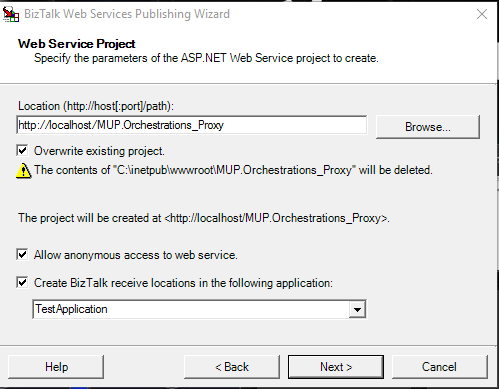 BizTalk Web Services Publishing Wizard
Web Service Project
Specify the parameters of the ASP.NET Web Service project to create.
Location (http://host[:port]/path):
http://localhost/MUP.Orchestrations_Proxy
Browse...
Overwrite existing project.
The contents of "C:\inetpub\wwwroot\MUP.Orchestrations_Proxy" will be deleted.
The project will be created at <http://localhost/MUP.Orchestrations_Proxy>.
Allow anonymous access to web service.
Create BizTalk receive locations in the following application:
TestApplication
Help
< Back
Next >
Cancel